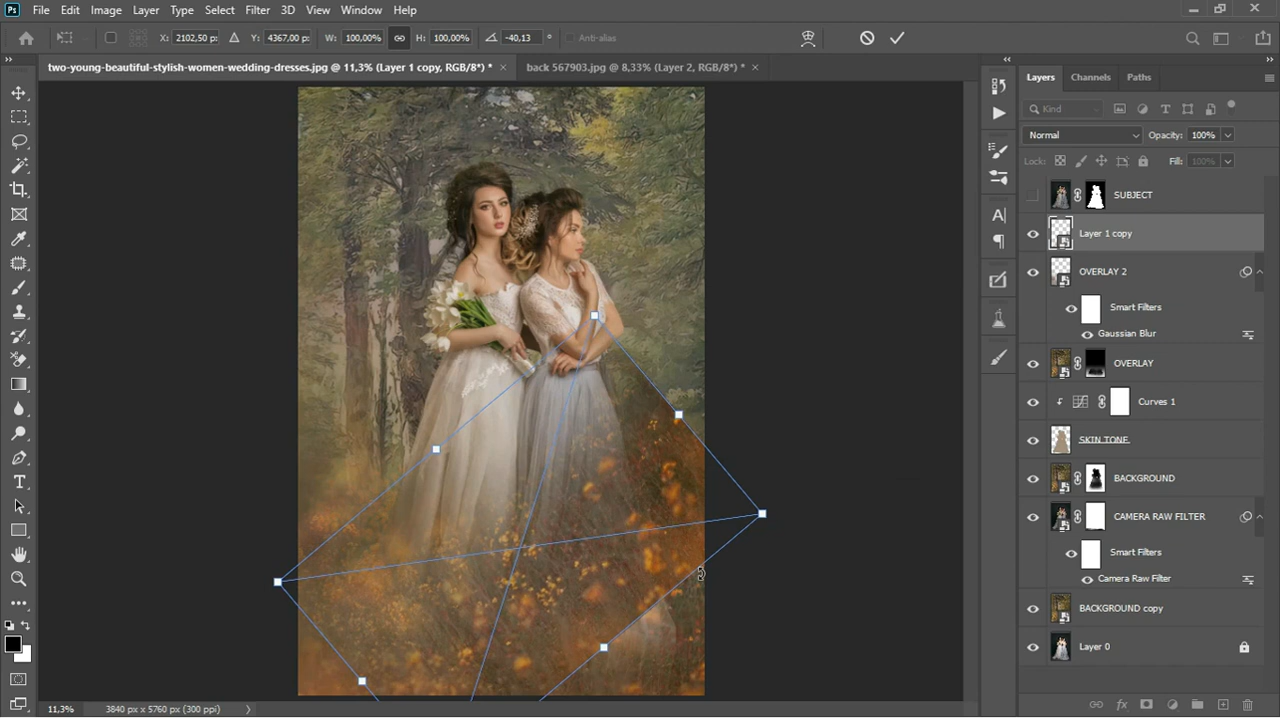 Ps File Edit Image Layer Type Select Filter 3D View Window Help
X: 2102,50 p: Y: 4367,00 p: W: 100,00% H: 100,00% -40,13 ° Anti-alias
two-young-beautiful-stylish-women-wedding-dresses.jpg @ 11,3% (Layer 1 copy, RGB/8*) * × back 567903.jpg @ 8,33% (Layer 2, RGB/8*) * ×
Layers Channels Paths
Kind
Normal Opacity: 100%
Lock: Fill: 100%
SUBJECT
Layer 1 copy
OVERLAY 2
Smart Filters
Gaussian Blur
OVERLAY
Curves 1
SKIN TONE
BACKGROUND
CAMERA RAW FILTER
Smart Filters
Camera Raw Filter
BACKGROUND copy
Layer 0
11,3% 3840 px x 5760 px (300 ppi)